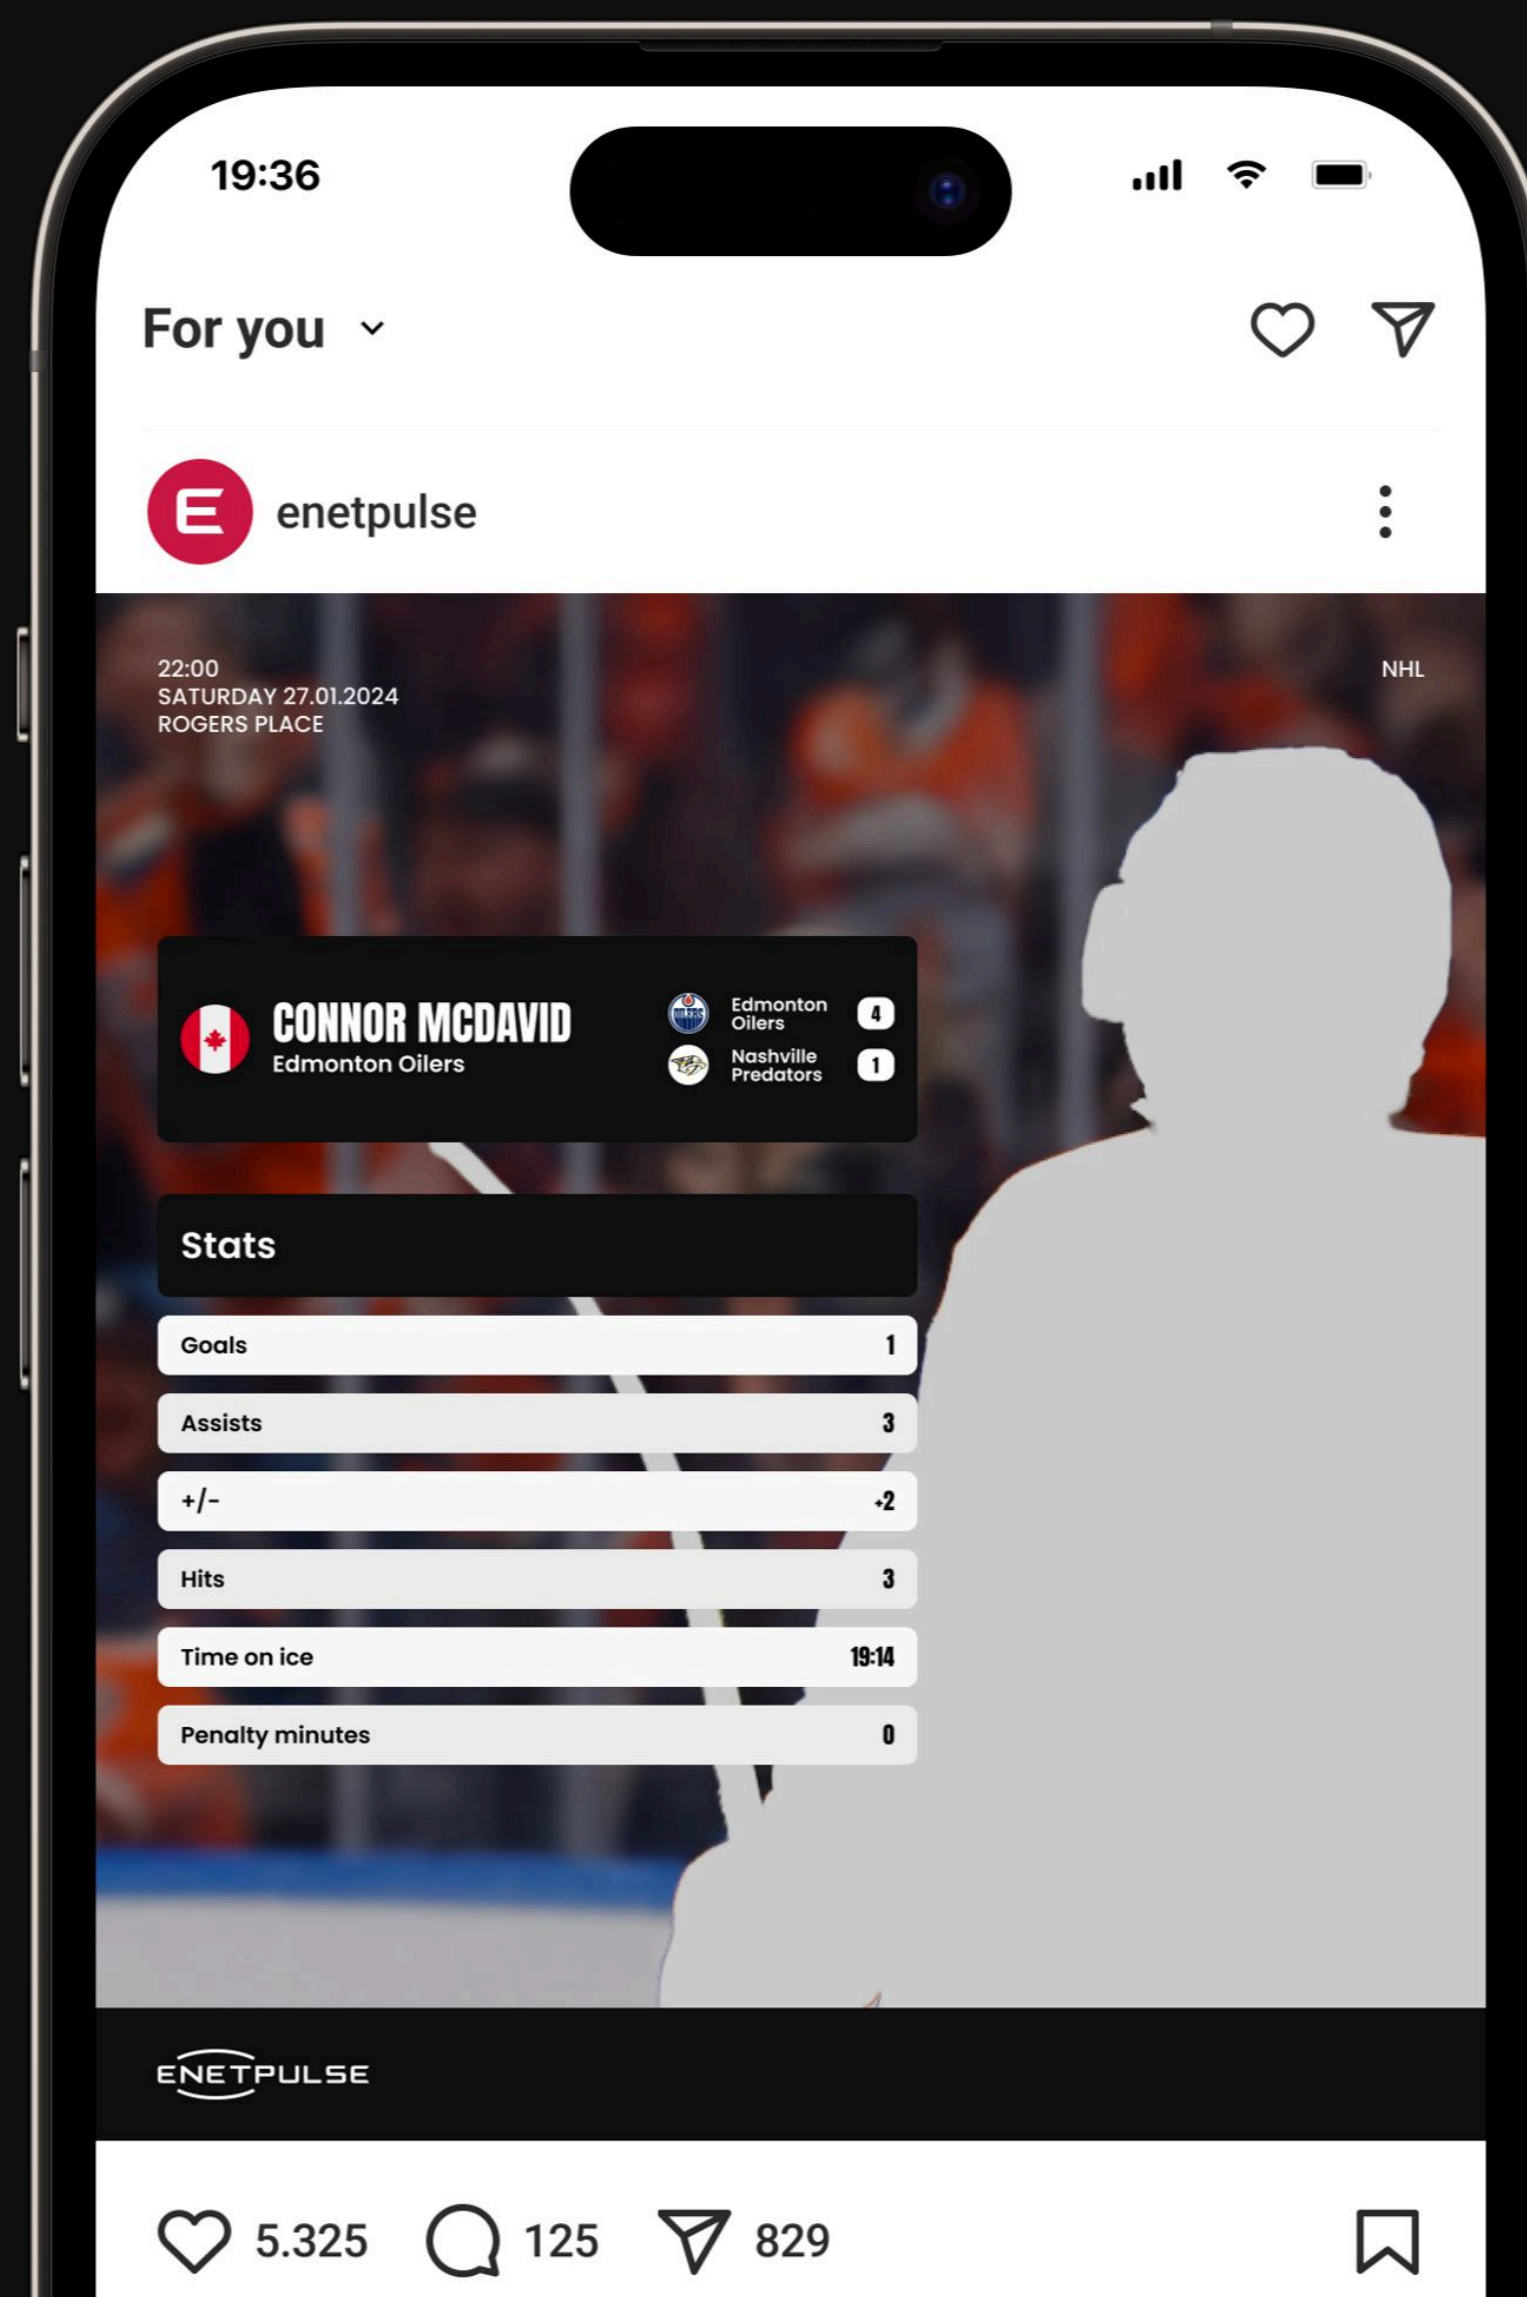 19:36
For you
E enetpulse
22:00
SATURDAY 27.01.2024
ROGERS PLACE
NHL
CONNOR MCDAVID
Edmonton Oilers
OILERS
Edmonton
Oilers
4
Nashville
Predators
1
Stats
Goals 1
Assists 3
+/- +2
Hits 3
Time on ice 19:14
Penalty minutes 0
ENETPULSE
5.325 125 829